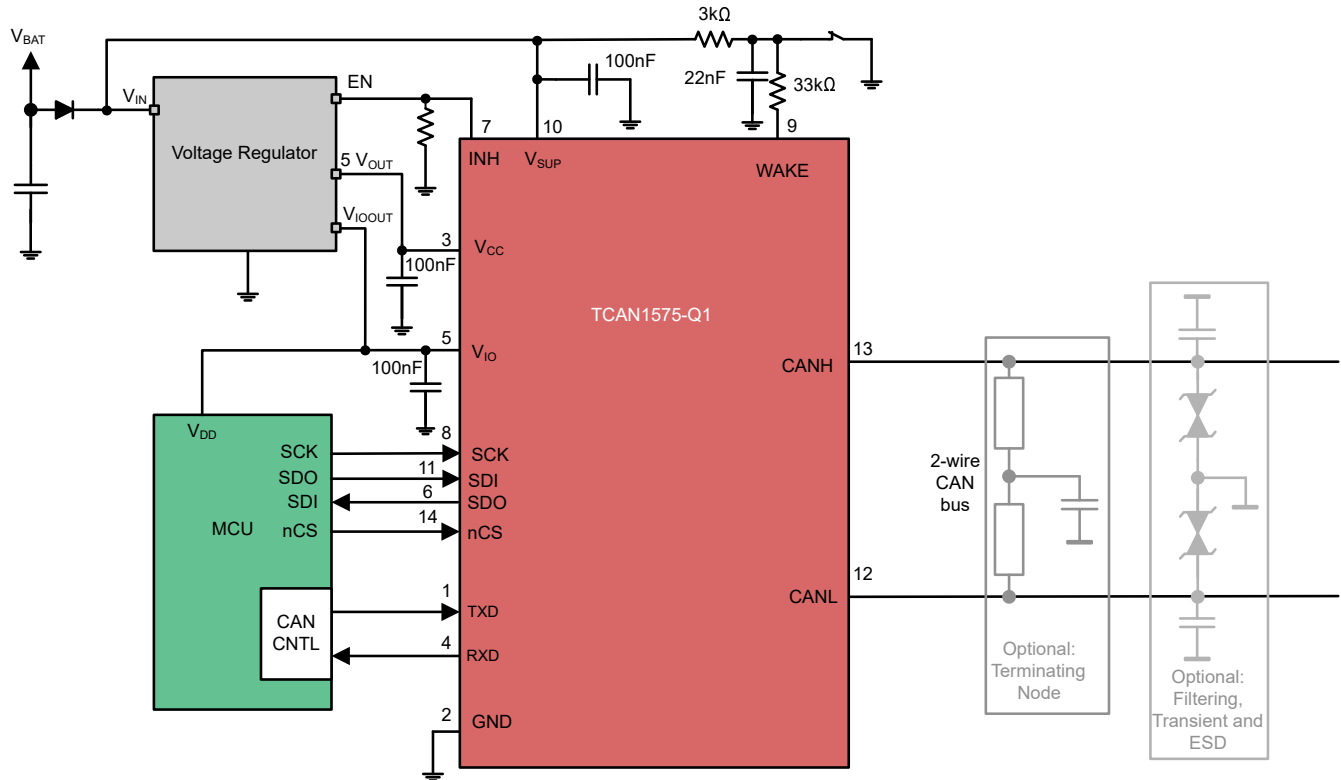 3kΩ
VBAT
100nF
22nF
33kΩ
EN
VIN
7
10
9
Voltage Regulator
INH
VSUP
WAKE
5 VOUT
VIOOUT
3
VCC
100nF
TCAN1575-Q1
5
VIO
100nF
13
CANH
VDD
8
SCK
SCK
11
SDO
SDI
6
SDI
SDO
14
MCU
nCS
nCS
2-wire
CAN
bus
12
CANL
1
TXD
CAN
CNTL
4
RXD
2
GND
Optional:
Terminating
Node
Optional:
Filtering,
Transient and
ESD